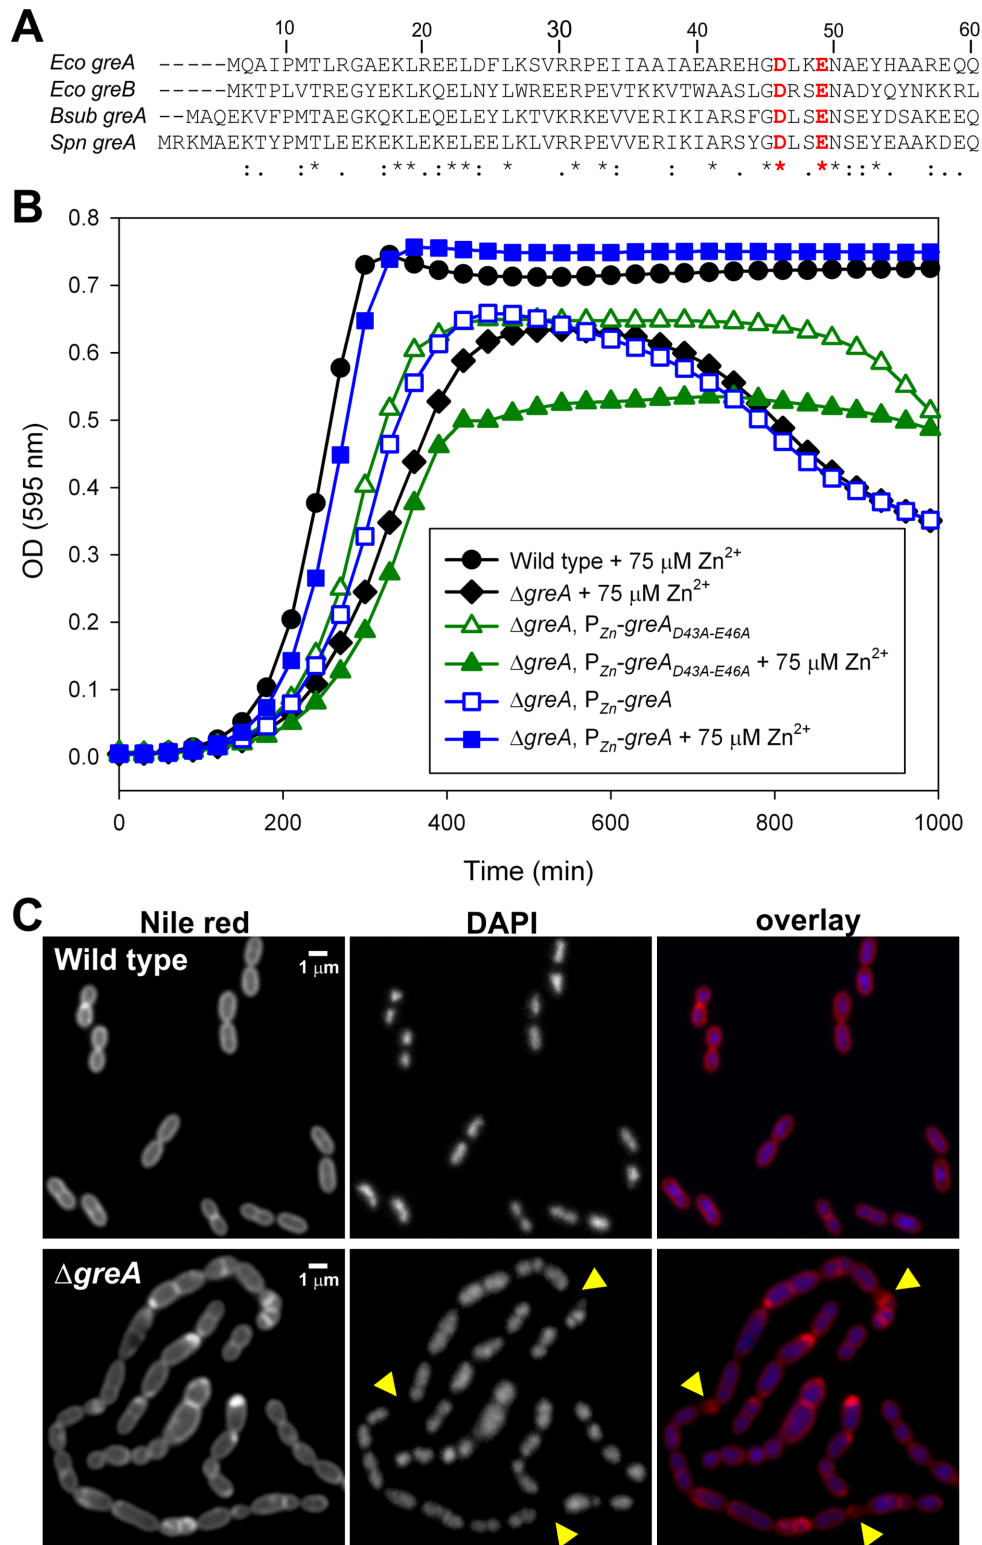 A
10 20 30 40 50 60
Eco greA -----MQAIPMTLRGAEKLREELDFLKSVRRPEIIAAIAEAREHGDLKENAEYHAAREQQ
Eco greB -----MKTPLVTREGYEKLKQELNYLWREERPEVTKKVTWAASLGDRSENADYQYNKKRL
Bsub greA --MAQEKVFPMTAEGKQKLEQELEYLKTVKRKEVVERIKIARSFGDLSENSEYDSAKEEQ
Spn greA MRKMAEKTYPMTLEEKEKLEKELEELKLVRRPEVVERIKIARSYGDLSENSEYEAAKDEQ
:. :* . :**.:**: * .* *: : * . ** .*:*::*. :..
B
0.8
0.7
0.6
0.5
0.4
0.3
0.2
0.1
0.0
OD (595 nm)
Wild type + 75 μM Zn²⁺
ΔgreA + 75 μM Zn²⁺
ΔgreA, PZn-greAD43A-E46A
ΔgreA, PZn-greAD43A-E46A + 75 μM Zn²⁺
ΔgreA, PZn-greA
ΔgreA, PZn-greA + 75 μM Zn²⁺
0 200 400 600 800 1000
Time (min)
C
Nile red DAPI overlay
Wild type
1 μm
ΔgreA
1 μm